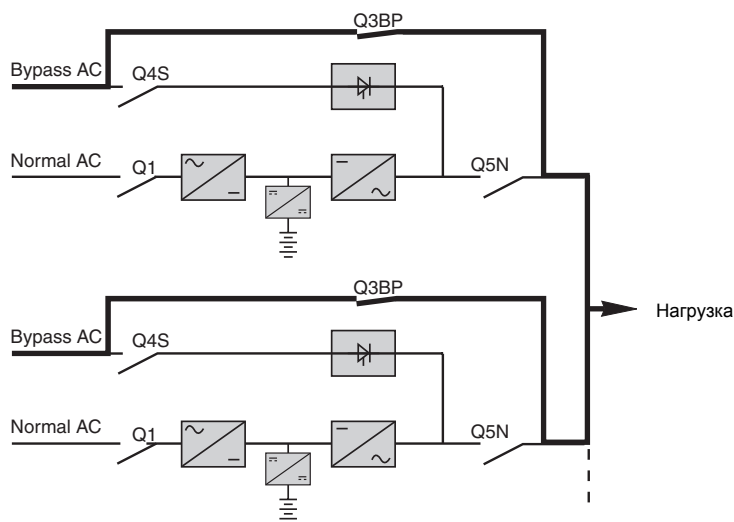 Q3BP
Bypass AC
Q4S
Normal AC
Q1
Q5N
Q3BP
Нагрузка
Bypass AC
Q4S
Normal AC
Q1
Q5N